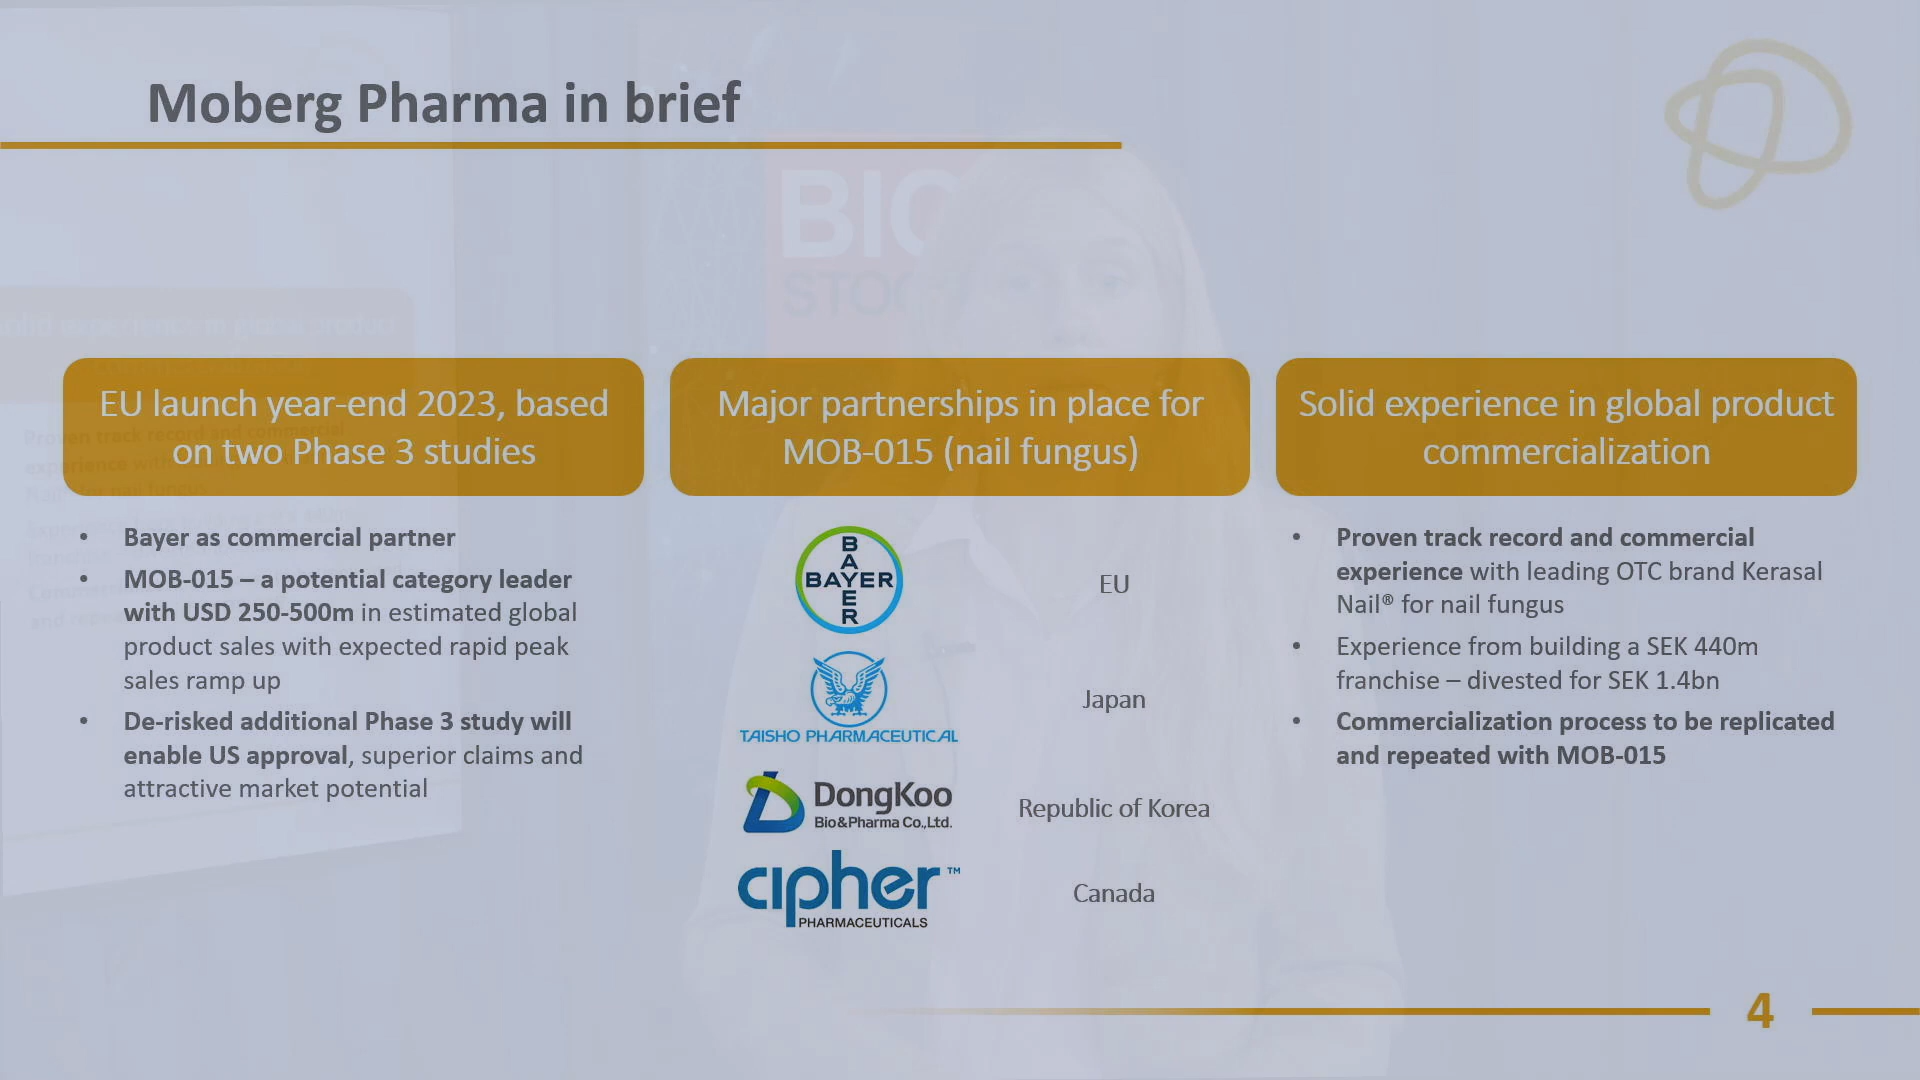 Moberg Pharma in brief
BIO
STOC
EU launch year-end 2023, based
on two Phase 3 studies
• Bayer as commercial partner
• MOB-015 – a potential category leader
with USD 250-500m in estimated global
product sales with expected rapid peak
sales ramp up
• De-risked additional Phase 3 study will
enable US approval, superior claims and
attractive market potential
Major partnerships in place for
MOB-015 (nail fungus)
BAYER
BAYER
EU
TAISHO PHARMACEUTICAL
Japan
DongKoo
Bio&Pharma Co.,Ltd.
Republic of Korea
cipher™
PHARMACEUTICALS
Canada
Solid experience in global product
commercialization
• Proven track record and commercial
experience with leading OTC brand Kerasal
Nail® for nail fungus
• Experience from building a SEK 440m
franchise – divested for SEK 1.4bn
• Commercialization process to be replicated
and repeated with MOB-015
4